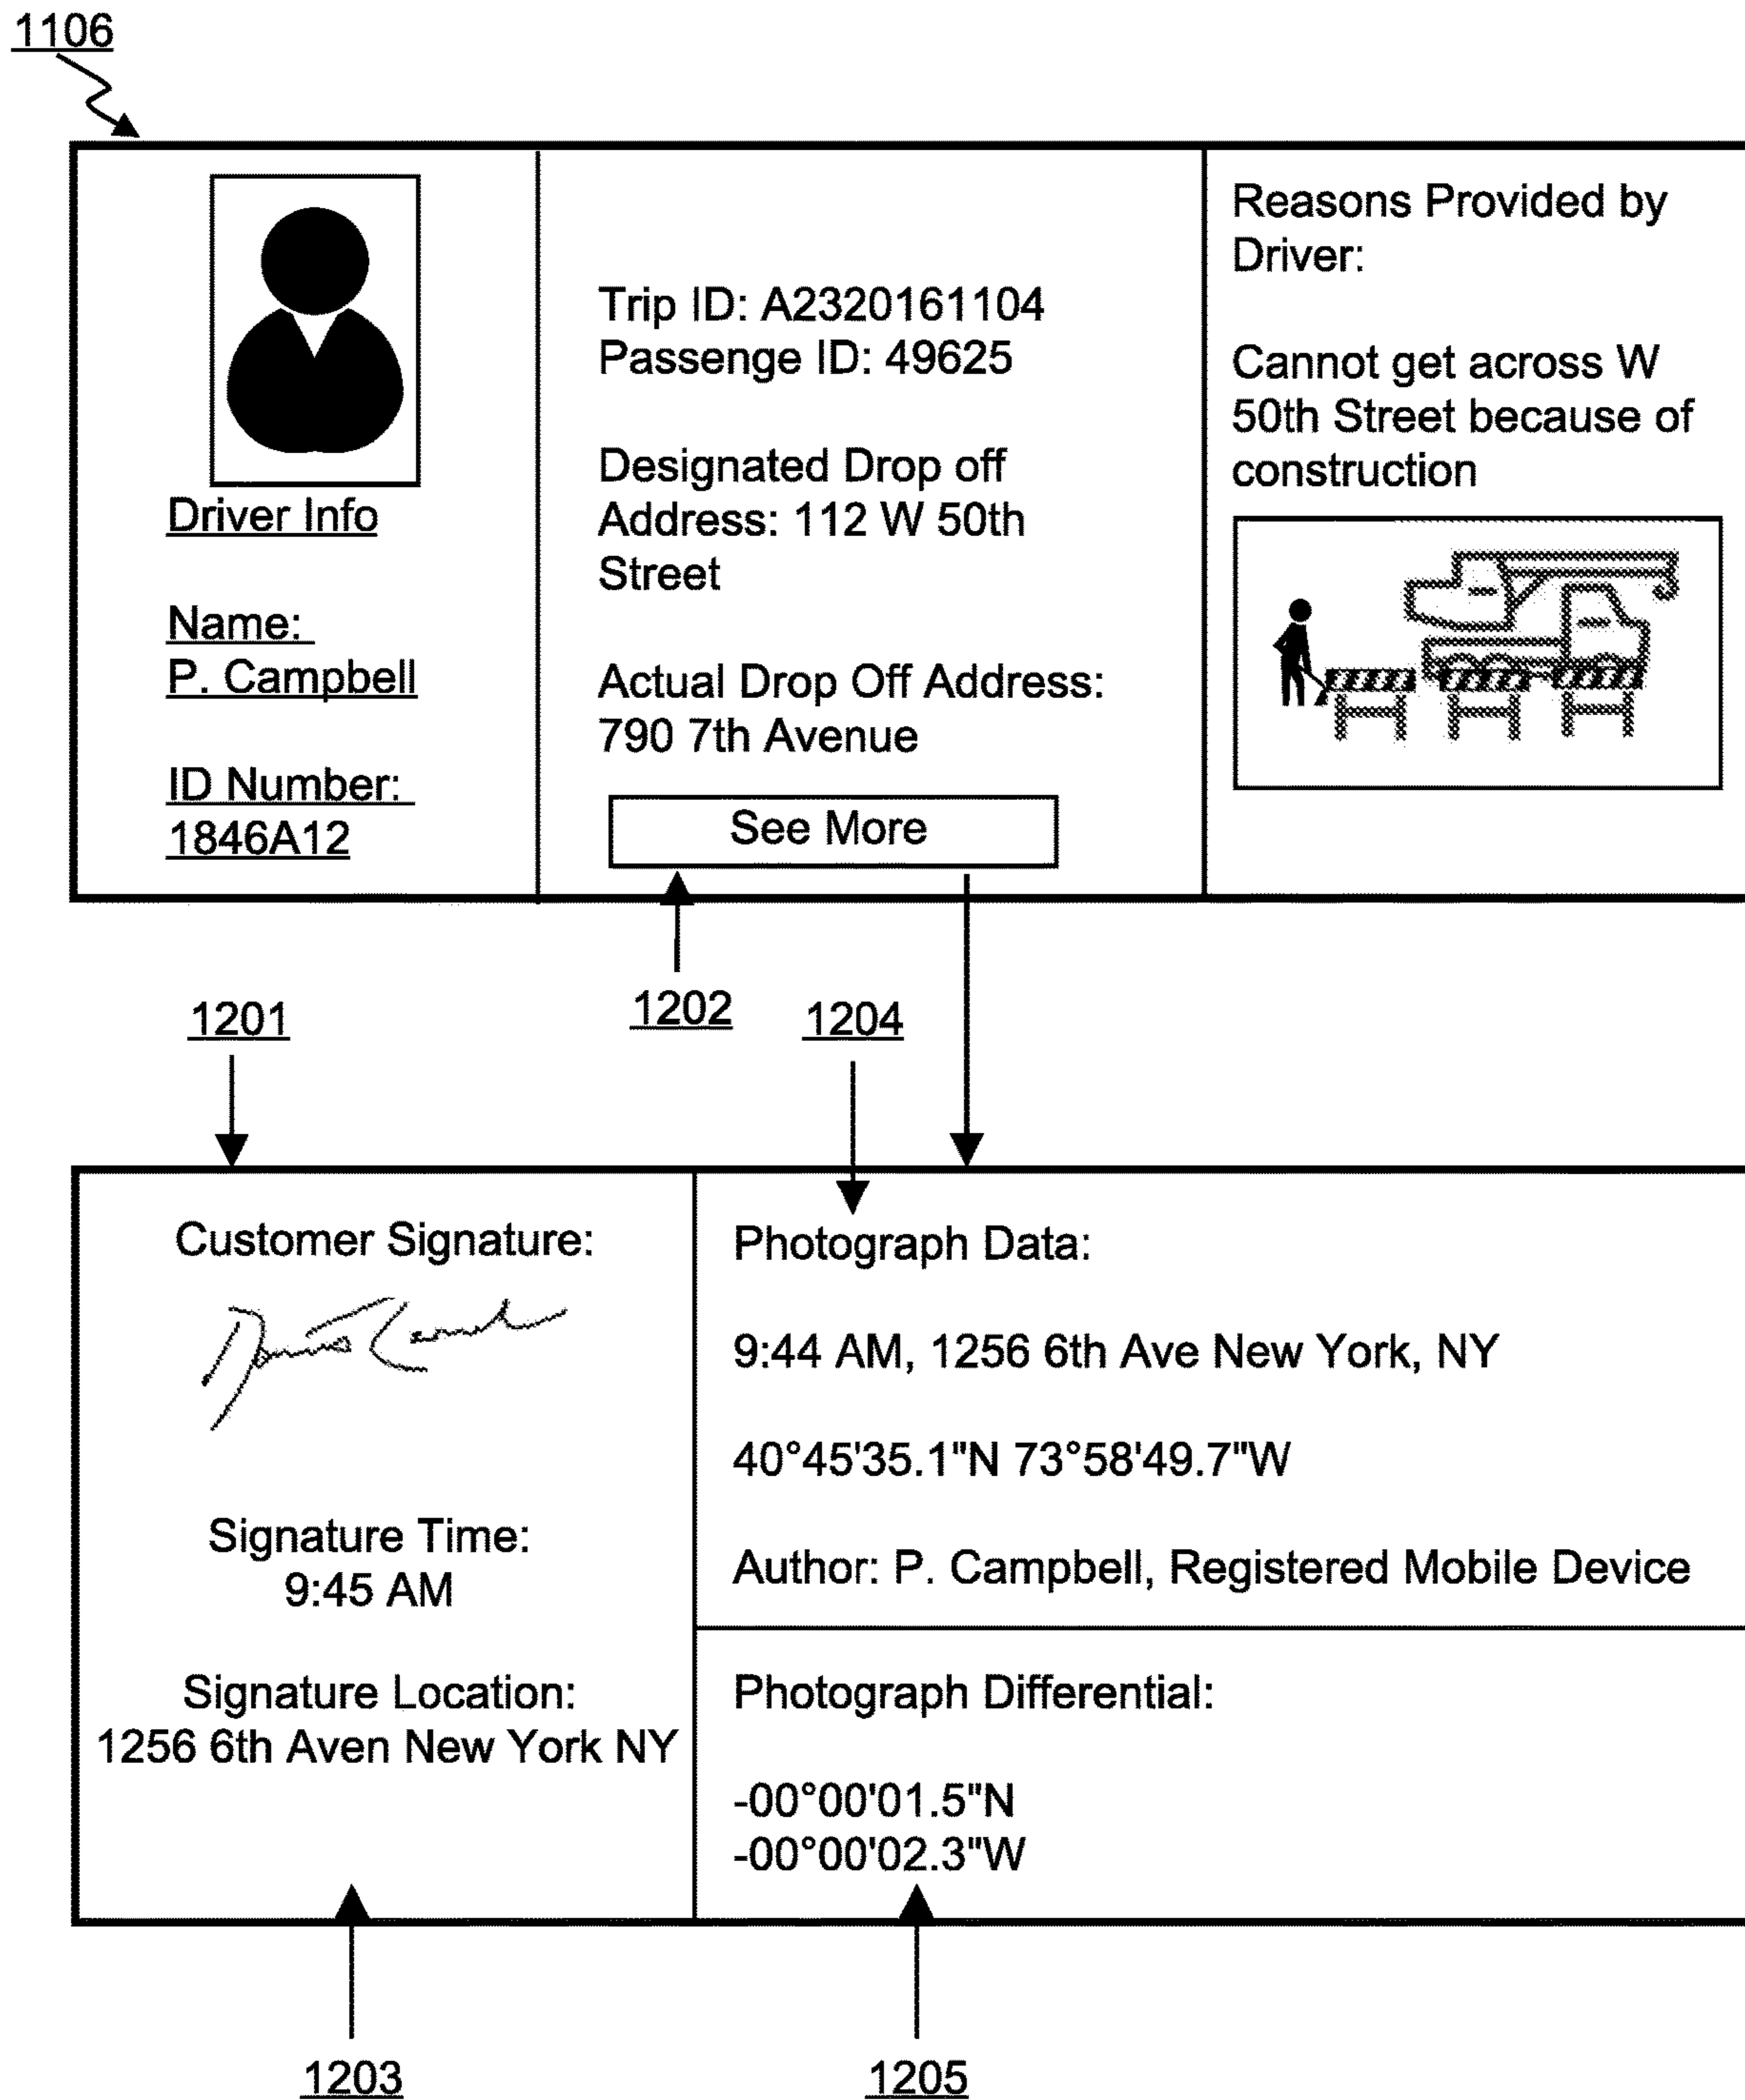 1106
Driver Info
Name:
P. Campbell
ID Number:
1846A12
Trip ID: A2320161104
Passenge ID: 49625
Designated Drop off
Address: 112 W 50th
Street
Actual Drop Off Address:
790 7th Avenue
See More
Reasons Provided by
Driver:
Cannot get across W
50th Street because of
construction
1201
1202
1204
Customer Signature:
Signature Time:
9:45 AM
Signature Location:
1256 6th Aven New York NY
Photograph Data:
9:44 AM, 1256 6th Ave New York, NY
40°45'35.1"N 73°58'49.7"W
Author: P. Campbell, Registered Mobile Device
Photograph Differential:
-00°00'01.5"N
-00°00'02.3"W
1203
1205